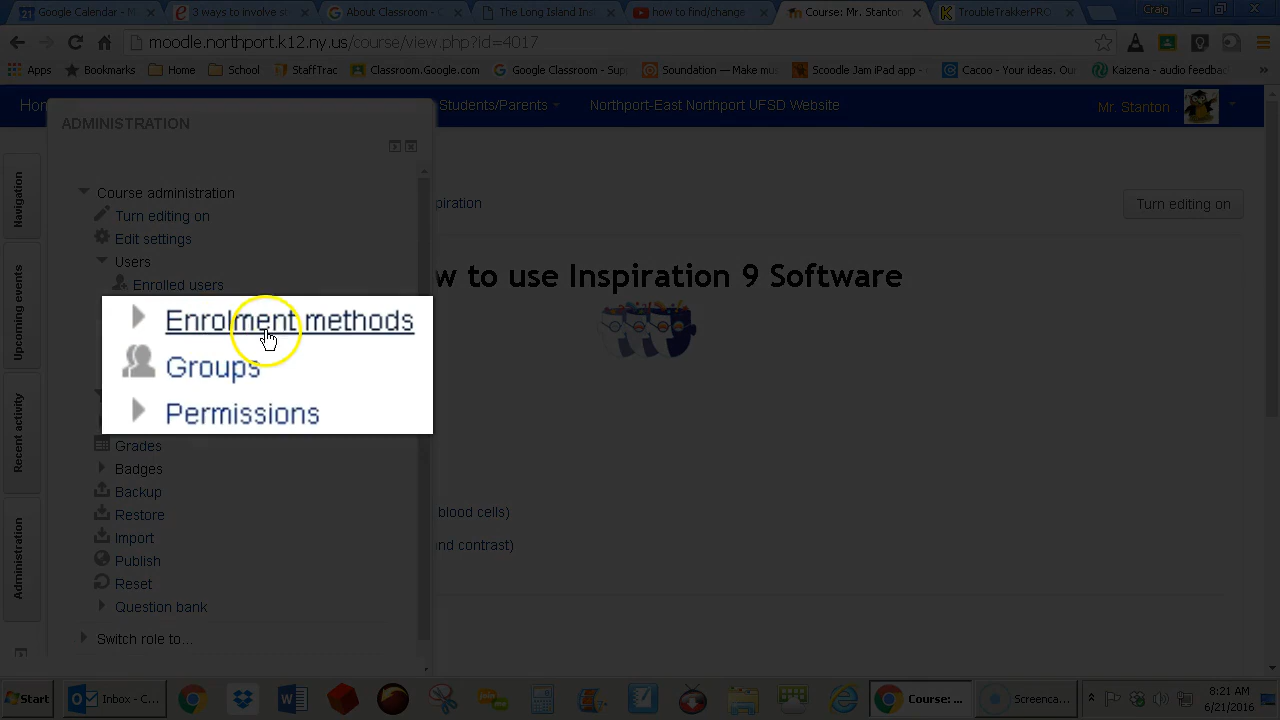 Google Calendar - M
3 ways to involve st
About Classroom - C
The Long Island Inst
how to find/change
Course: Mr. Stanton
TroubleTrakkerPRO
Craig
moodle.northport.k12.ny.us/course/view.php?id=4017
Apps
Bookmarks
Home
School
StaffTrac
Classroom.Google.com
Google Classroom - Sup
Soundation — Make mu
Scoodle Jam iPad app -
Cacoo - Your ideas. On
Kaizena - audio feedbac
»
Hom
Students/Parents
Northport-East Northport UFSD Website
Mr. Stanton
ADMINISTRATION
Navigation
Upcoming events
Recent activity
Administration
Course administration
Turn editing on
Edit settings
Users
Enrolled users
Enrolment methods
Groups
Permissions
Grades
Badges
Backup
Restore
Import
Publish
Reset
Question bank
Switch role to...
piration
Turn editing on
w to use Inspiration 9 Software
blood cells)
nd contrast)
Start
Inbox - C...
Course: ...
Screenca...
8:21 AM
6/21/2016